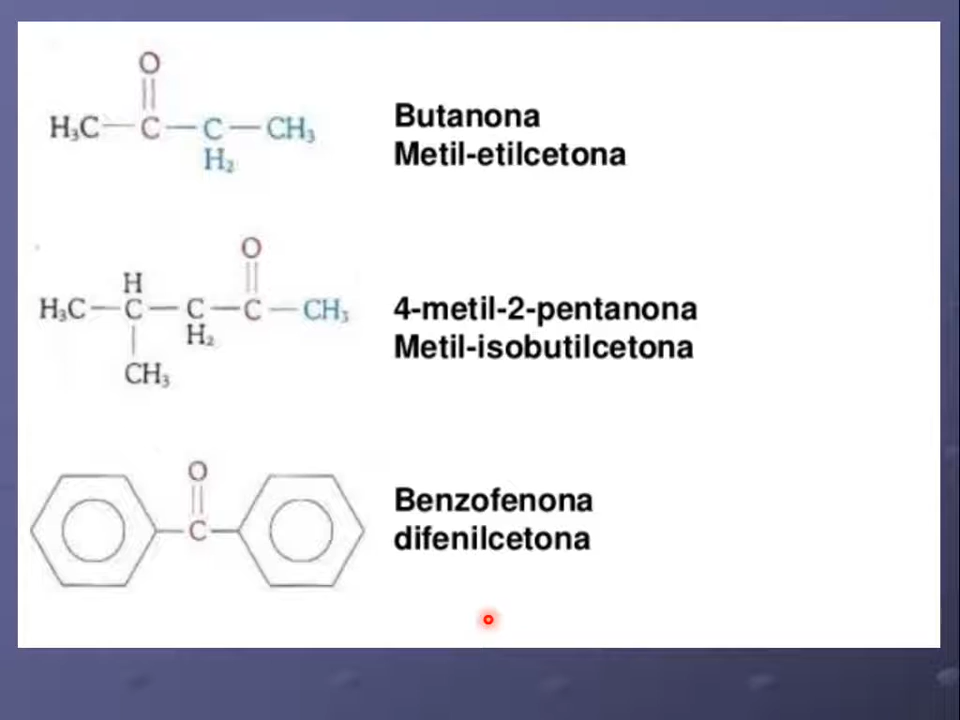 O
H₃C—C—C—CH₃
H₂
Butanona
Metil-etilcetona
O
H
H₃C—C—C—C—CH₃
H₂
CH₃
4-metil-2-pentanona
Metil-isobutilcetona
O
C
Benzofenona
difenilcetona